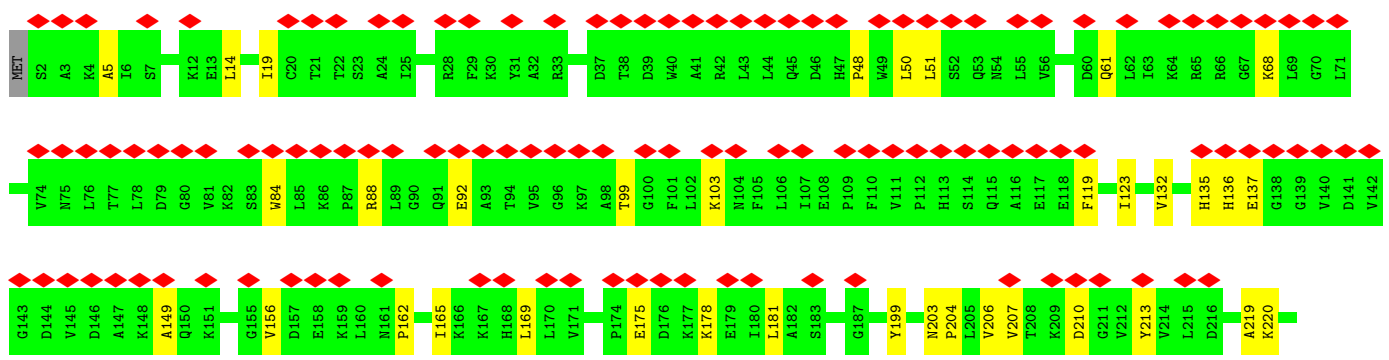 MET S2 A3 K4 A5 I6 S7 K12 E13 L14 I19 C20 T21 T22 S23 A24 I25 R28 F29 K30 Y31 A32 R33 D37 T38 D39 W40 A41 R42 L43 L44 Q45 D46 H47 P48 W49 L50 L51 S52 Q53 N54 L55 V56 D60 Q61 L62 I63 K64 R65 R66 G67 K68 L69 G70 L71
V74 N75 L76 T77 L78 D79 G80 V81 K82 S83 W84 L85 K86 P87 R88 L89 G90 Q91 E92 A93 T94 V95 G96 K97 A98 T99 G100 F101 L102 K103 N104 F105 L106 I107 E108 P109 F110 V111 P112 H113 S114 Q115 A116 E117 E118 F119 I123 V132 H135 H136 E137 G138 G139 V140 D141 V142
G143 D144 V145 D146 A147 K148 A149 Q150 K151 G155 V156 D157 E158 K159 L160 N161 P162 I165 K166 K167 H168 L169 L170 V171 P174 E175 D176 K177 K178 E179 I180 L181 A182 S183 G187 Y199 N203 P204 L205 V206 V207 T208 K209 D210 G211 V212 Y213 V214 L215 D216 A219 K220